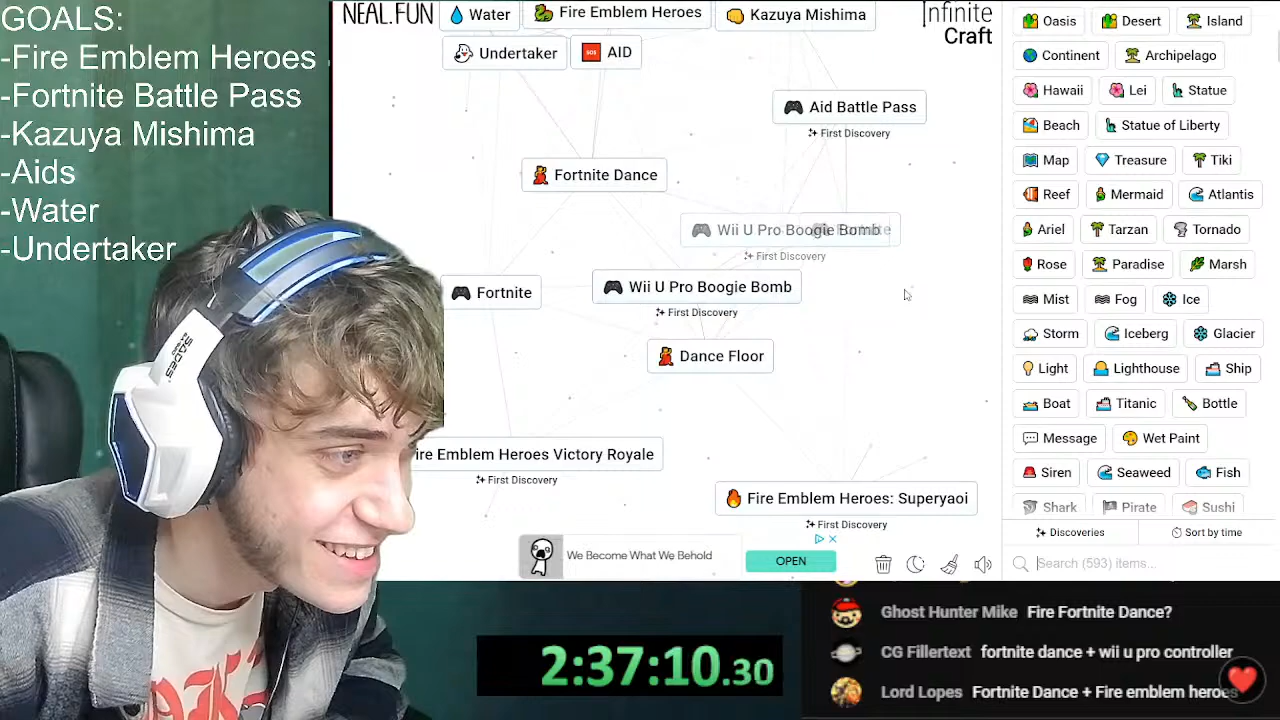 GOALS:
-Fire Emblem Heroes
-Fortnite Battle Pass
-Kazuya Mishima
-Aids
-Water
-Undertaker
NEAL.FUN
Water
Fire Emblem Heroes
Kazuya Mishima
Infinite
Craft
Undertaker
AID
Aid Battle Pass
First Discovery
Fortnite Dance
Wii U Pro Boogie Bomb
First Discovery
Fortnite
Wii U Pro Boogie Bomb
First Discovery
Dance Floor
ire Emblem Heroes Victory Royale
First Discovery
Fire Emblem Heroes: Superyaoi
First Discovery
We Become What We Behold
OPEN
Oasis
Desert
Island
Continent
Archipelago
Hawaii
Lei
Statue
Beach
Statue of Liberty
Map
Treasure
Tiki
Reef
Mermaid
Atlantis
Ariel
Tarzan
Tornado
Rose
Paradise
Marsh
Mist
Fog
Ice
Storm
Iceberg
Glacier
Light
Lighthouse
Ship
Boat
Titanic
Bottle
Message
Wet Paint
Siren
Seaweed
Fish
Shark
Pirate
Sushi
Discoveries
Sort by time
Search (593) items...
SADES
2:37:10.30
Ghost Hunter Mike Fire Fortnite Dance?
CG Fillertext fortnite dance + wii u pro controller
Lord Lopes Fortnite Dance + Fire emblem heroes